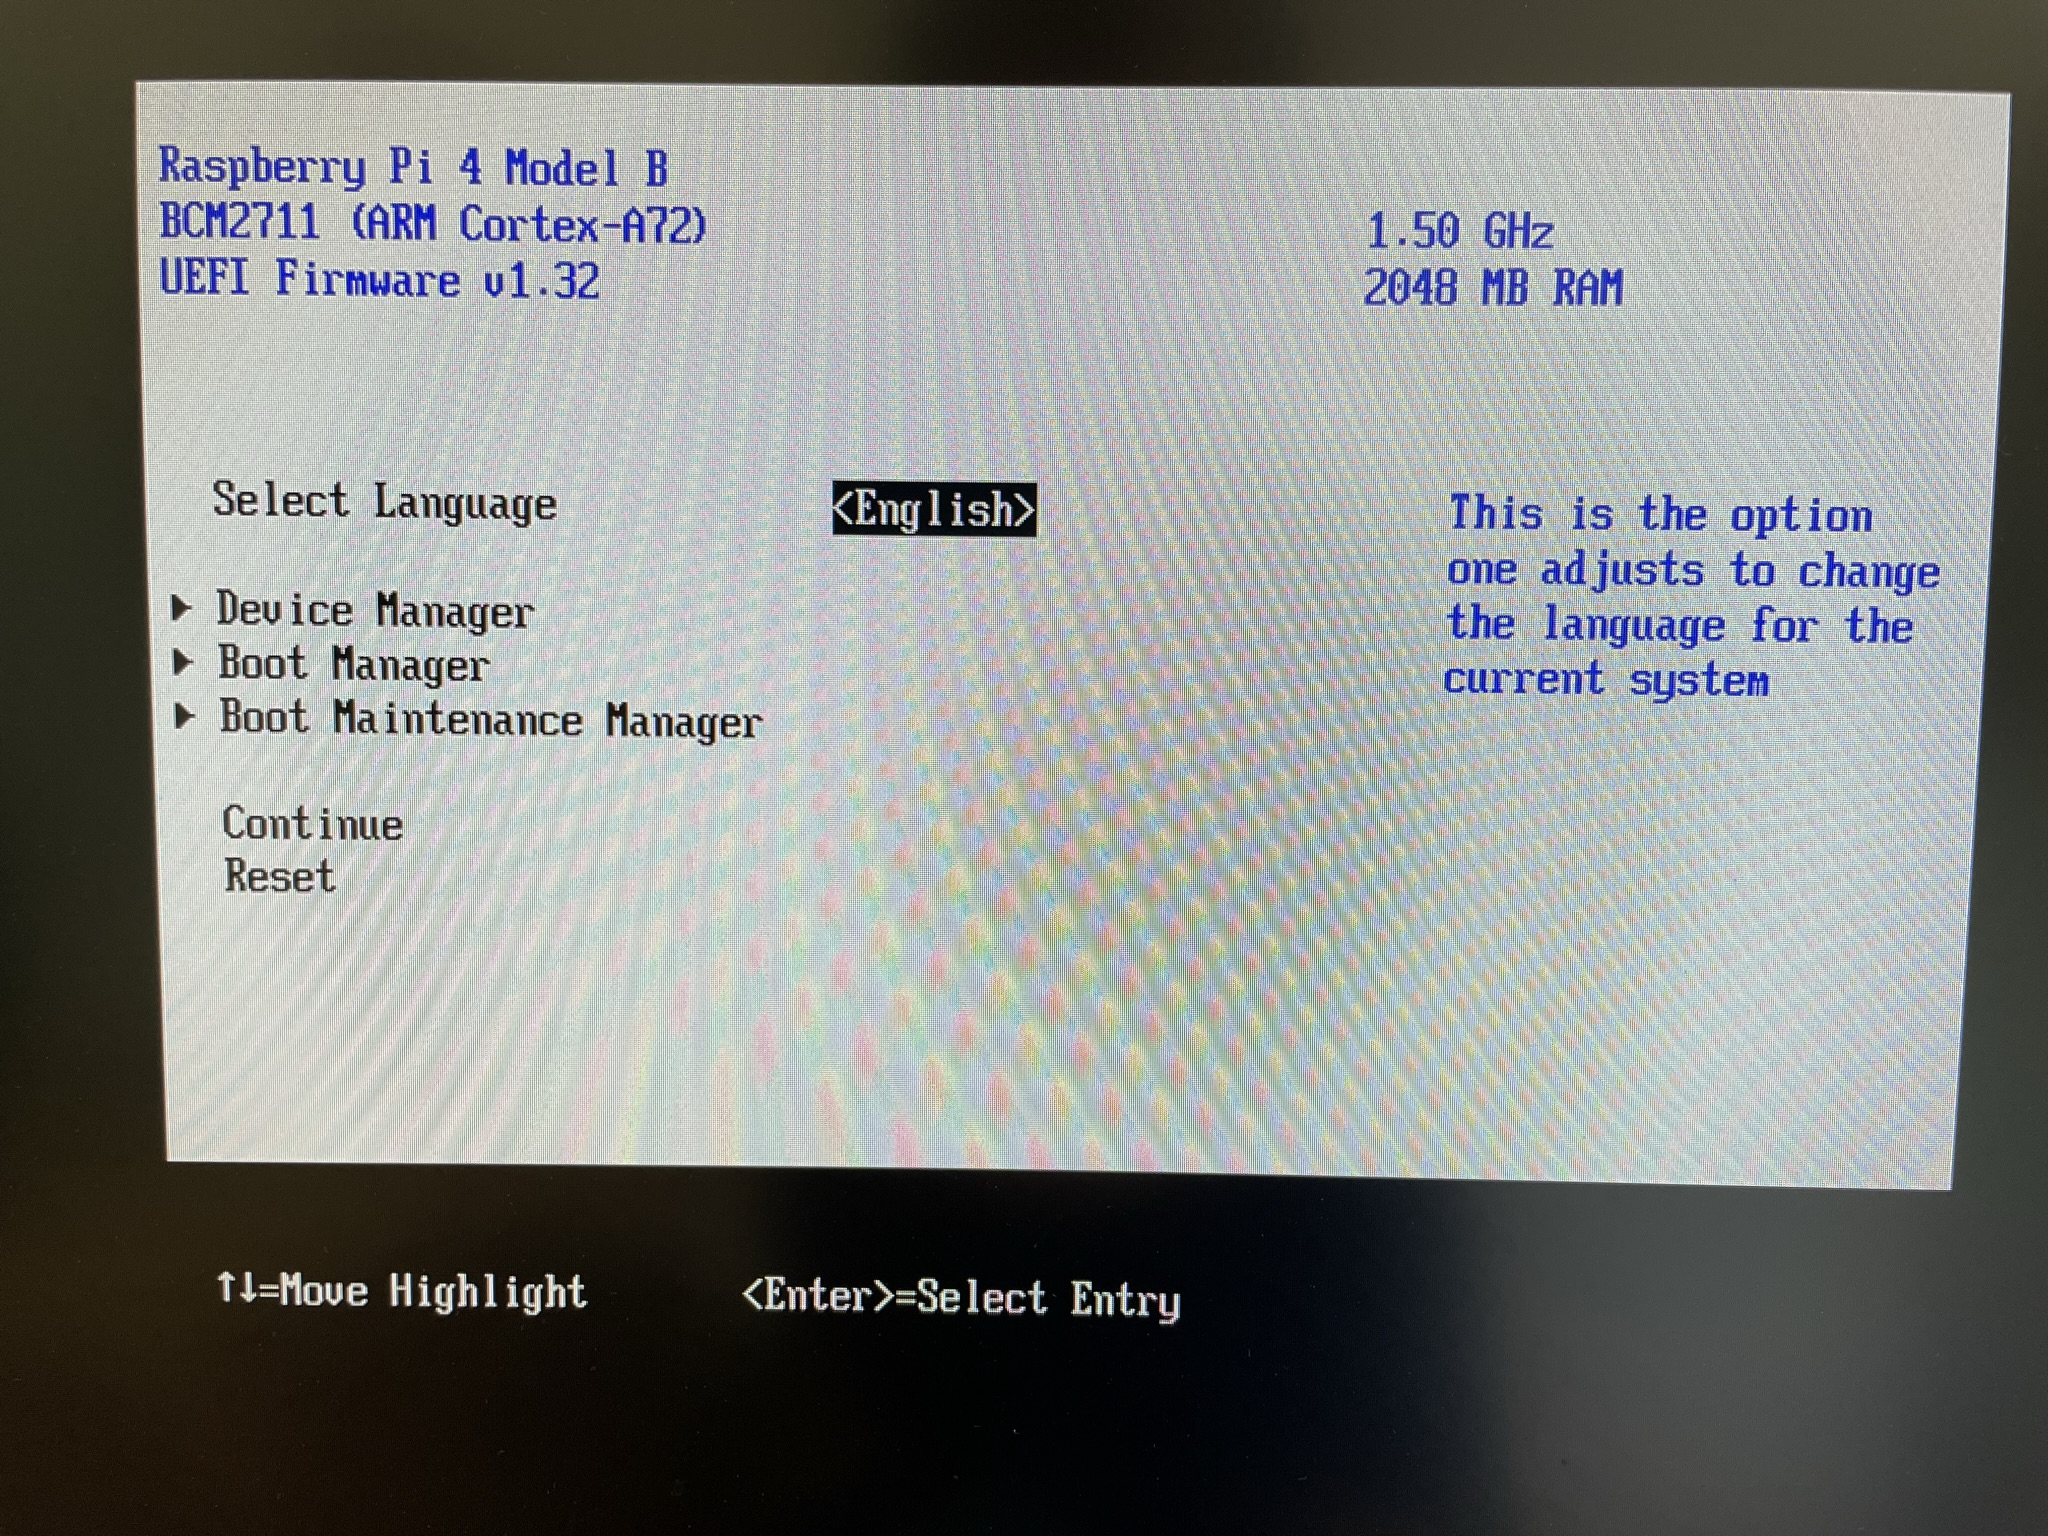 Raspberry Pi 4 Model B
BCM2711 (ARM Cortex-A72) 1.50 GHz
UEFI Firmware v1.32 2048 MB RAM
Select Language <English> This is the option
one adjusts to change
▶ Device Manager the language for the
▶ Boot Manager current system
▶ Boot Maintenance Manager
Continue
Reset
↑↓=Move Highlight <Enter>=Select Entry